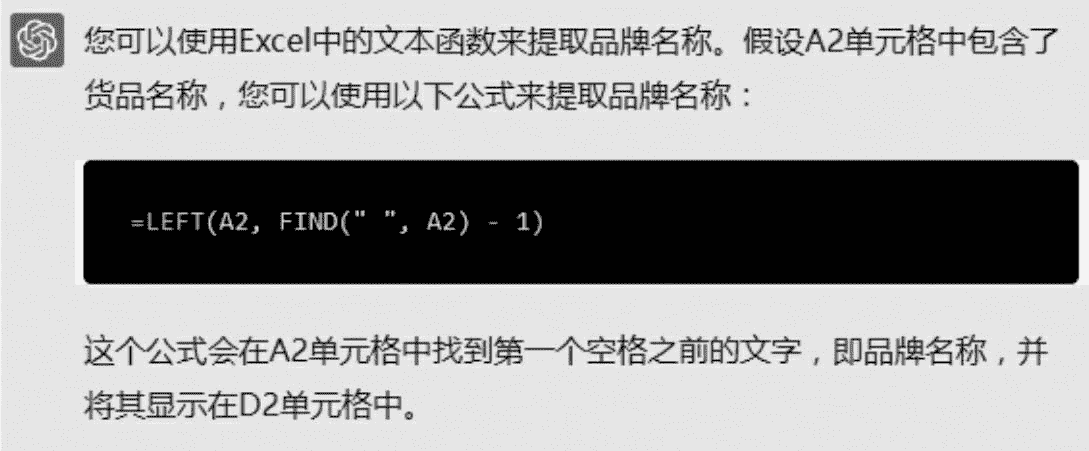 您可以使用Excel中的文本函数来提取品牌名称。假设A2单元格中包含了
货品名称，您可以使用以下公式来提取品牌名称：
=LEFT(A2, FIND(" ", A2) - 1)
这个公式会在A2单元格中找到第一个空格之前的文字，即品牌名称，并
将其显示在D2单元格中。